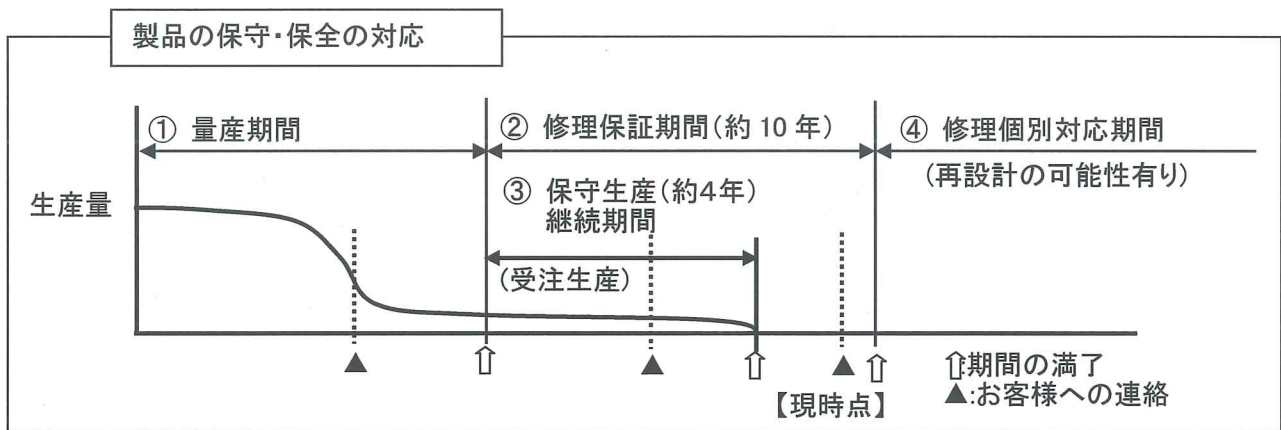 製品の保守・保全の対応
① 量産期間
② 修理保証期間(約 10 年)
④ 修理個別対応期間
(再設計の可能性有り)
生産量
③ 保守生産(約4年)
継続期間
(受注生産)
⇧:期間の満了
【現時点】
▲:お客様への連絡